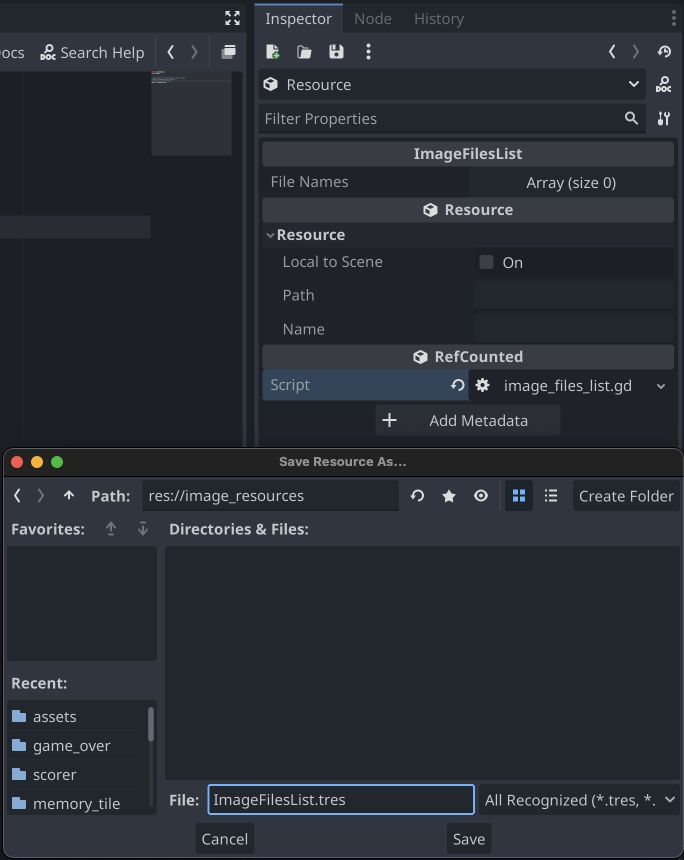 Inspector Node History
ocs DOC Search Help
Resource DOC
Filter Properties
ImageFilesList
File Names Array (size 0)
Resource
Resource
Local to Scene On
Path
Name
RefCounted
Script image_files_list.gd
Add Metadata
Save Resource As...
Path: res://image_resources Create Folder
Favorites: Directories & Files:
Recent:
assets
game_over
scorer
memory_tile
File: ImageFilesList.tres All Recognized (*.tres, *.
Cancel Save